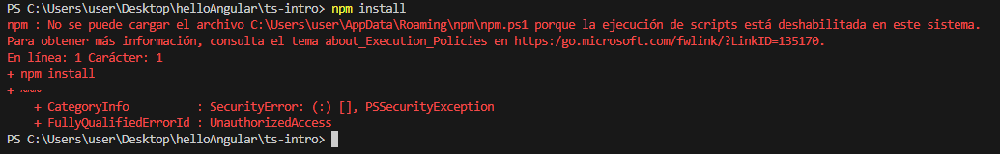 PS C:\Users\user\Desktop\helloAngular\ts-intro> npm install
npm : No se puede cargar el archivo C:\Users\user\AppData\Roaming\npm\npm.ps1 porque la ejecución de scripts está deshabilitada en este sistema.
Para obtener más información, consulta el tema about_Execution_Policies en https:/go.microsoft.com/fwlink/?LinkID=135170.
En línea: 1 Carácter: 1
+ npm install
+ ~~~
    + CategoryInfo          : SecurityError: (:) [], PSSecurityException
    + FullyQualifiedErrorId : UnauthorizedAccess
PS C:\Users\user\Desktop\helloAngular\ts-intro>